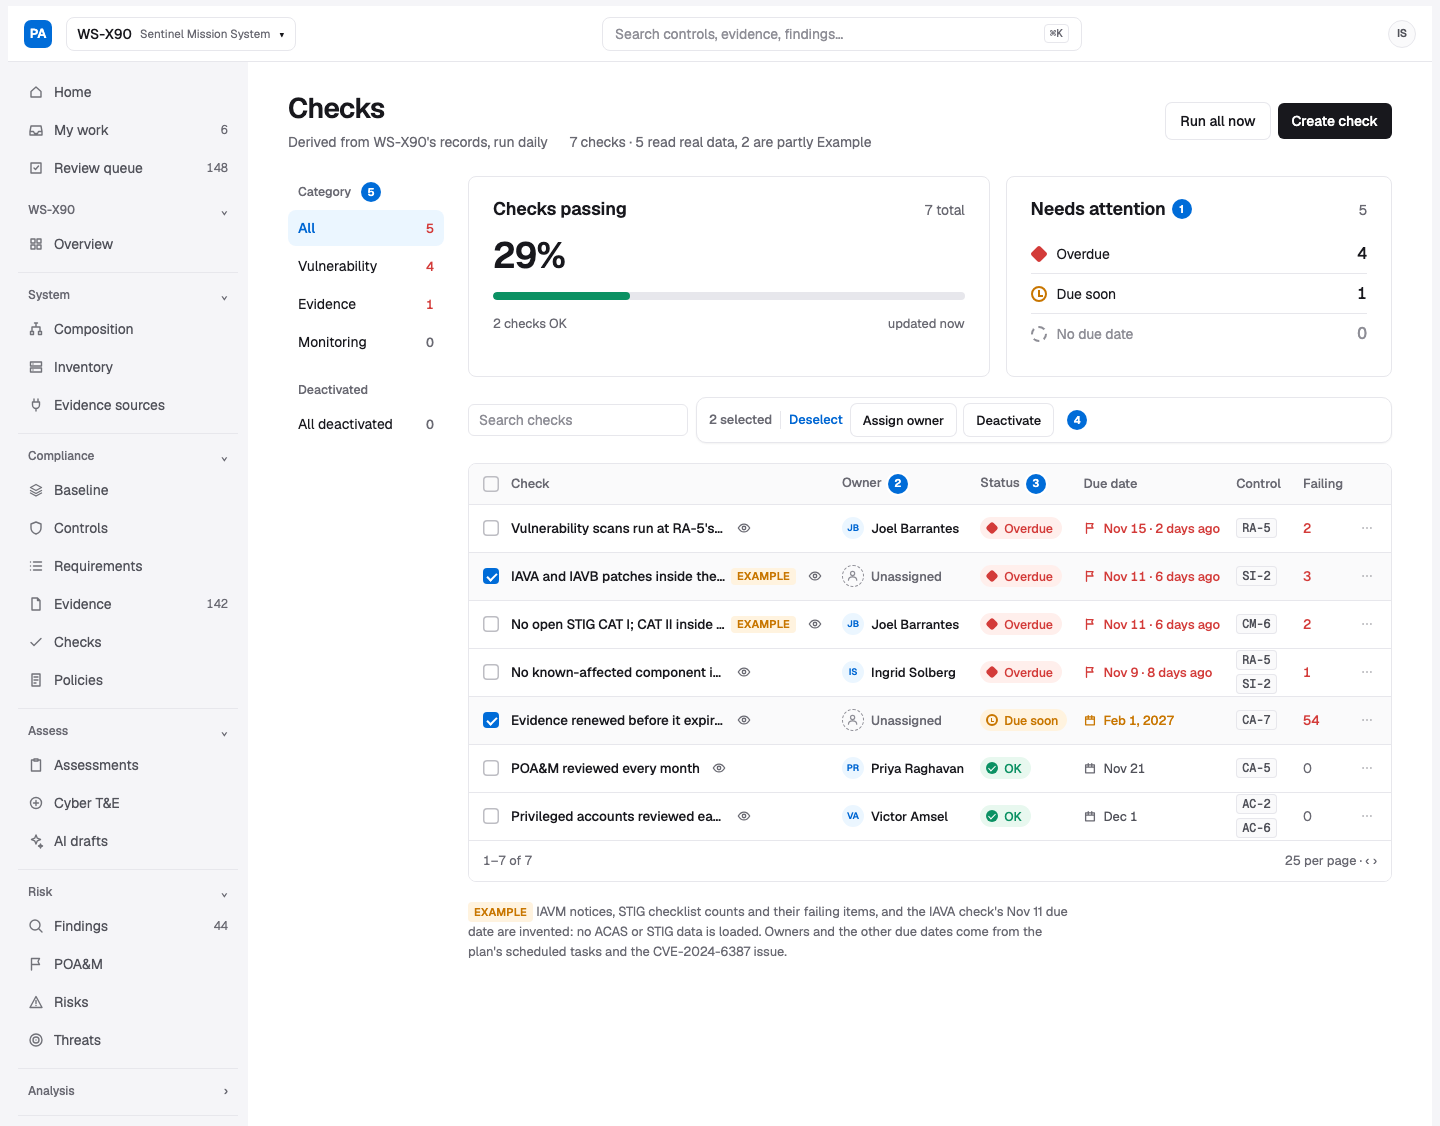 PA WS-X90 Sentinel Mission System ▾ Search controls, evidence, findings… ⌘K IS
Home
My work 6
Review queue 148
WS-X90
Overview
System
Composition
Inventory
Evidence sources
Compliance
Baseline
Controls
Requirements
Evidence 142
Checks
Policies
Assess
Assessments
Cyber T&E
AI drafts
Risk
Findings 44
POA&M
Risks
Threats
Analysis ›
Checks
Derived from WS-X90's records, run daily 7 checks · 5 read real data, 2 are partly Example
Run all now Create check
Category 5
All 5
Vulnerability 4
Evidence 1
Monitoring 0
Deactivated
All deactivated 0
Checks passing 7 total
29%
2 checks OK updated now
Needs attention 1 5
Overdue 4
Due soon 1
No due date 0
Search checks 2 selected Deselect Assign owner Deactivate 4
Check Owner 2 Status 3 Due date Control Failing
Vulnerability scans run at RA-5's… JB Joel Barrantes Overdue Nov 15 · 2 days ago RA-5 2 ···
IAVA and IAVB patches inside the… EXAMPLE Unassigned Overdue Nov 11 · 6 days ago SI-2 3 ···
No open STIG CAT I; CAT II inside … EXAMPLE JB Joel Barrantes Overdue Nov 11 · 6 days ago CM-6 2 ···
No known-affected component i… IS Ingrid Solberg Overdue Nov 9 · 8 days ago RA-5 SI-2 1 ···
Evidence renewed before it expir… Unassigned Due soon Feb 1, 2027 CA-7 54 ···
POA&M reviewed every month PR Priya Raghavan OK Nov 21 CA-5 0 ···
Privileged accounts reviewed ea… VA Victor Amsel OK Dec 1 AC-2 AC-6 0 ···
1–7 of 7 25 per page · ‹ ›
EXAMPLE IAVM notices, STIG checklist counts and their failing items, and the IAVA check's Nov 11 due
date are invented: no ACAS or STIG data is loaded. Owners and the other due dates come from the
plan's scheduled tasks and the CVE-2024-6387 issue.